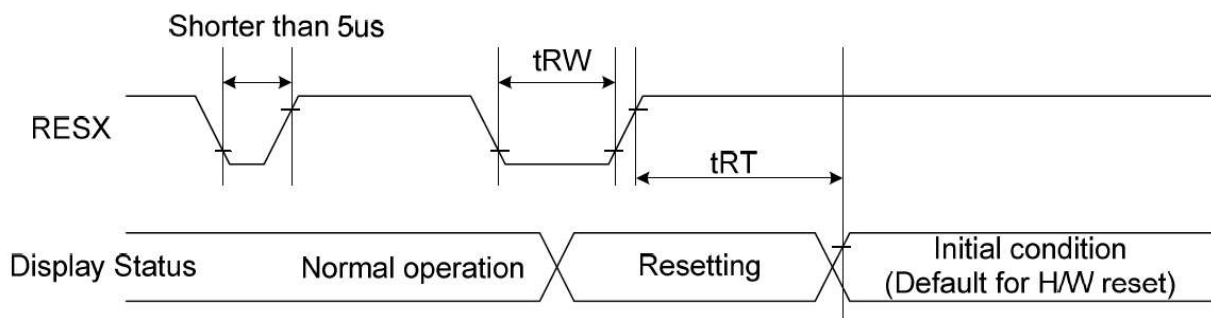 Shorter than 5us
tRW
RESX
tRT
Display Status
Normal operation
Resetting
Initial condition
(Default for H/W reset)